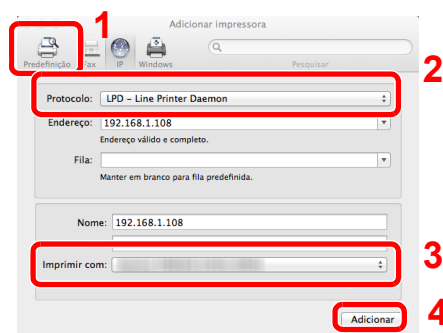 1
Adicionar impressora
Predefinição Fax IP Windows Pesquisar
2
Protocolo: LPD – Line Printer Daemon
Endereço: 192.168.1.108
Endereço válido e completo.
Fila:
Manter em branco para fila predefinida.
Nome: 192.168.1.108
3
Imprimir com:
4
Adicionar